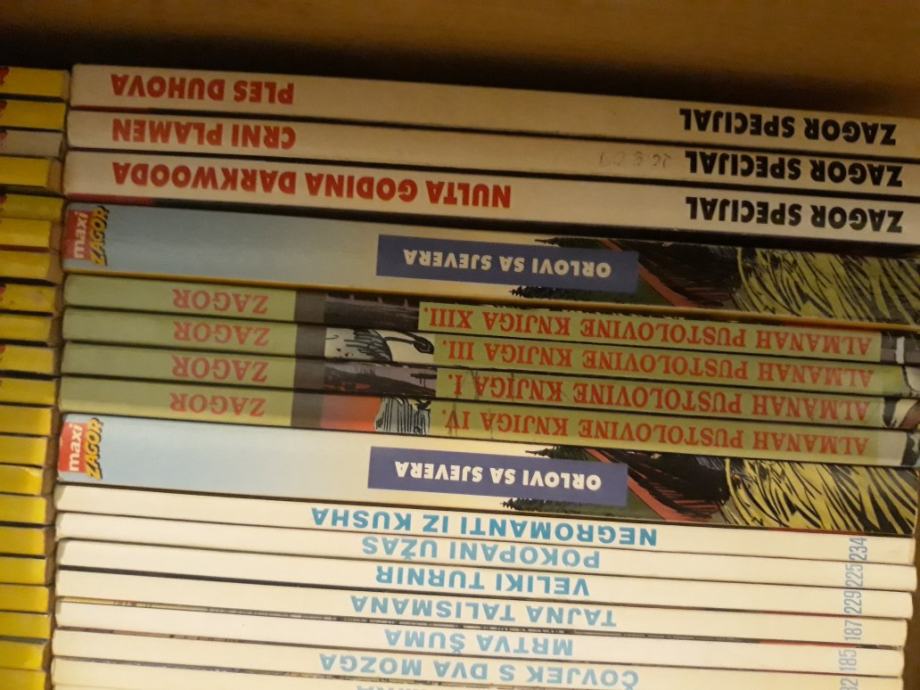 ZAGOR SPECIJAL PLES DUHOVA
ZAGOR SPECIJAL CRNI PLAMEN
ZAGOR SPECIJAL NULTA GODINA DARKWOODA
ORLOVI SA SJEVERA maxi ZAGOR
ALMANAH PUSTOLOVINE KNJIGA XIII. ZAGOR
ALMANAH PUSTOLOVINE KNJIGA III. ZAGOR
ALMANAH PUSTOLOVINE KNJIGA I. ZAGOR
ALMANAH PUSTOLOVINE KNJIGA IV. ZAGOR
ORLOVI SA SJEVERA maxi ZAGOR
234 NEGROMANTI IZ KUSHA
225 POKOPANI UŽAS
229 VELIKI TURNIR
187 TAJNA TALISMANA
185 MRTVA ŠUMA
ČOVJEK S DVA MOZGA